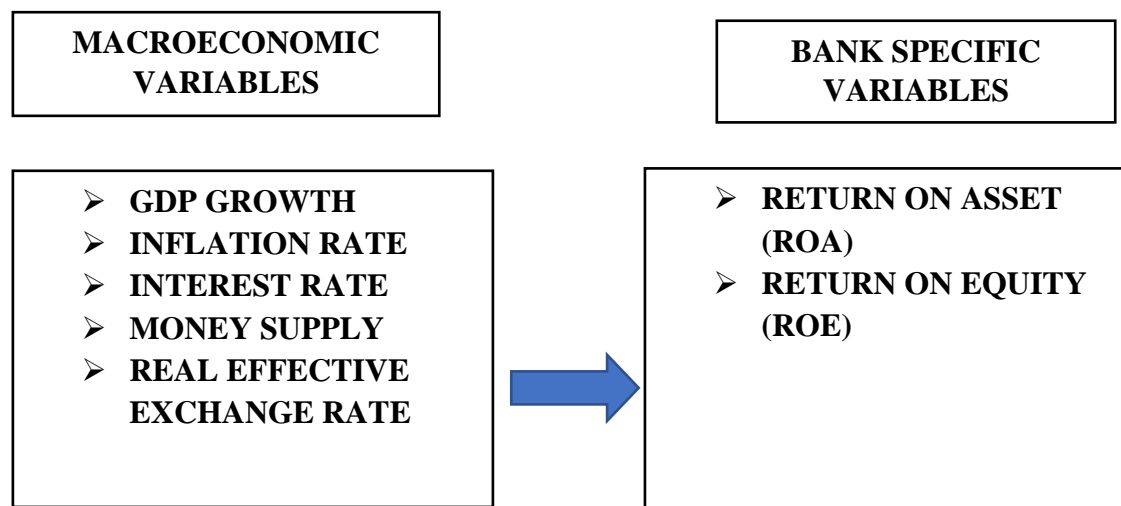 MACROECONOMIC
VARIABLES
BANK SPECIFIC
VARIABLES
➢ GDP GROWTH
➢ INFLATION RATE
➢ INTEREST RATE
➢ MONEY SUPPLY
➢ REAL EFFECTIVE
EXCHANGE RATE
➢ RETURN ON ASSET
(ROA)
➢ RETURN ON EQUITY
(ROE)